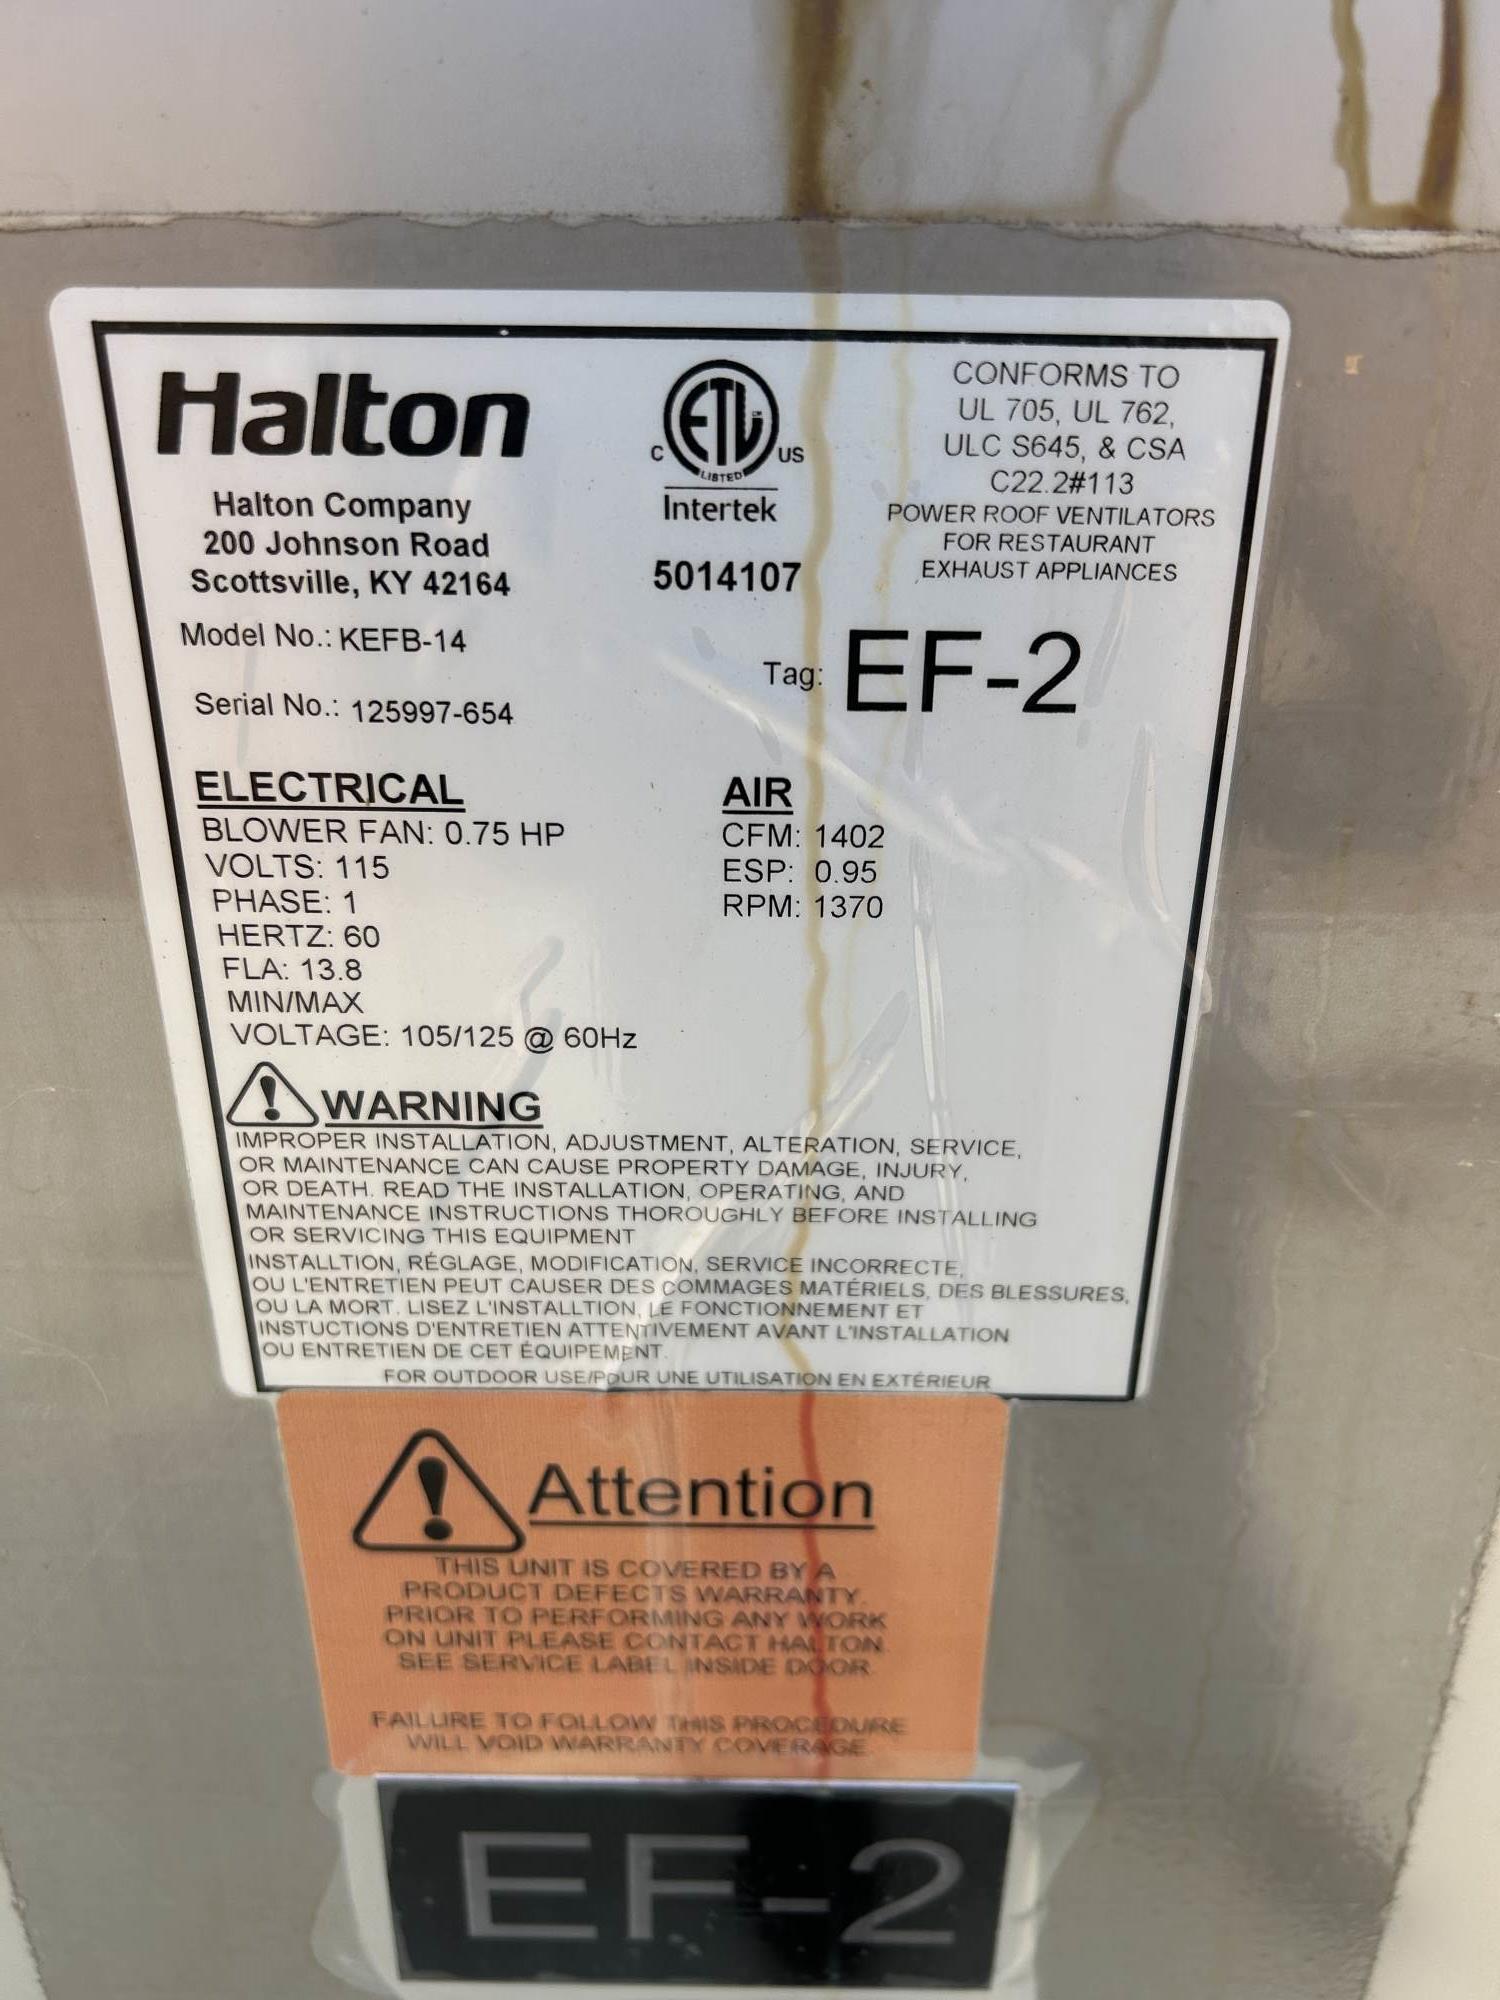 Halton
Halton Company
200 Johnson Road
Scottsville, KY 42164
C ETL CM US
LISTED
Intertek
5014107
CONFORMS TO
UL 705, UL 762,
ULC S645, & CSA
C22.2#113
POWER ROOF VENTILATORS
FOR RESTAURANT
EXHAUST APPLIANCES
Model No.: KEFB-14
Tag: EF-2
Serial No.: 125997-654
ELECTRICAL
BLOWER FAN: 0.75 HP
VOLTS: 115
PHASE: 1
HERTZ: 60
FLA: 13.8
MIN/MAX
VOLTAGE: 105/125 @ 60Hz
AIR
CFM: 1402
ESP: 0.95
RPM: 1370
WARNING
IMPROPER INSTALLATION, ADJUSTMENT, ALTERATION, SERVICE,
OR MAINTENANCE CAN CAUSE PROPERTY DAMAGE, INJURY,
OR DEATH. READ THE INSTALLATION, OPERATING, AND
MAINTENANCE INSTRUCTIONS THOROUGHLY BEFORE INSTALLING
OR SERVICING THIS EQUIPMENT
INSTALLTION, RÉGLAGE, MODIFICATION, SERVICE INCORRECTE,
OU L'ENTRETIEN PEUT CAUSER DES COMMAGES MATÉRIELS, DES BLESSURES,
OU LA MORT. LISEZ L'INSTALLTION, LE FONCTIONNEMENT ET
INSTUCTIONS D'ENTRETIEN ATTENTIVEMENT AVANT L'INSTALLATION
OU ENTRETIEN DE CET ÉQUIPEMENT.
FOR OUTDOOR USE/POUR UNE UTILISATION EN EXTÉRIEUR
Attention
THIS UNIT IS COVERED BY A
PRODUCT DEFECTS WARRANTY.
PRIOR TO PERFORMING ANY WORK
ON UNIT PLEASE CONTACT HALTON.
SEE SERVICE LABEL INSIDE DOOR.
FAILURE TO FOLLOW THIS PROCEDURE
WILL VOID WARRANTY COVERAGE.
EF-2